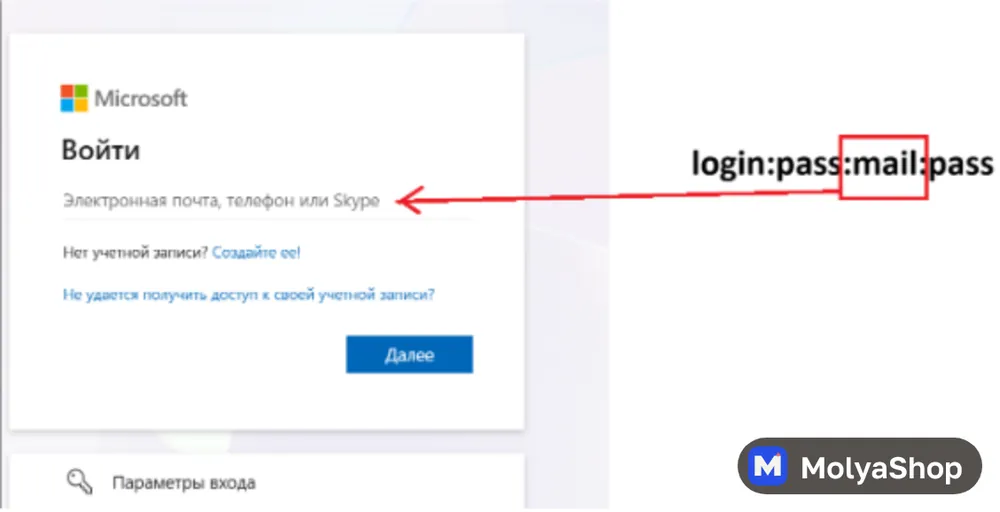 Microsoft
Войти
Электронная почта, телефон или Skype
login:pass:mail:pass
Нет учетной записи? Создайте ее!
Не удается получить доступ к своей учетной записи?
Далее
Параметры входа
MolyaShop